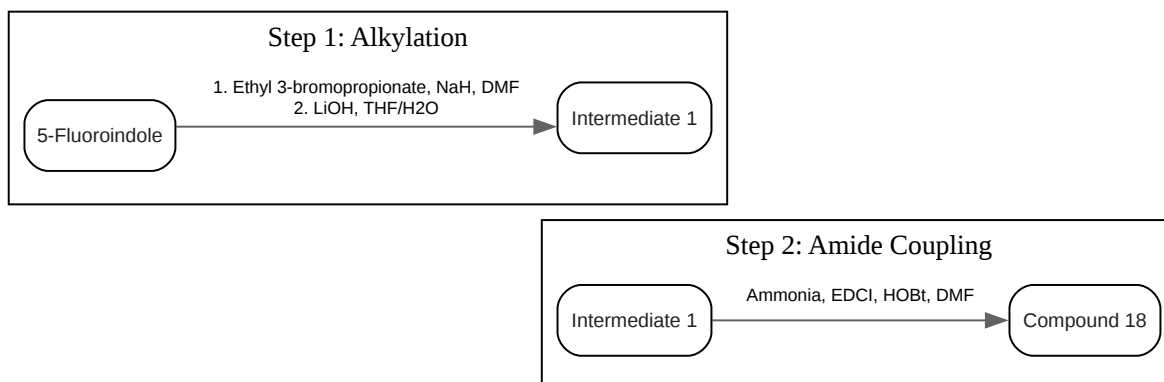 Step 1: Alkylation
1. Ethyl 3-bromopropionate, NaH, DMF
2. LiOH, THF/H2O
5-Fluoroindole
Intermediate 1
Step 2: Amide Coupling
Ammonia, EDCI, HOBt, DMF
Intermediate 1
Compound 18